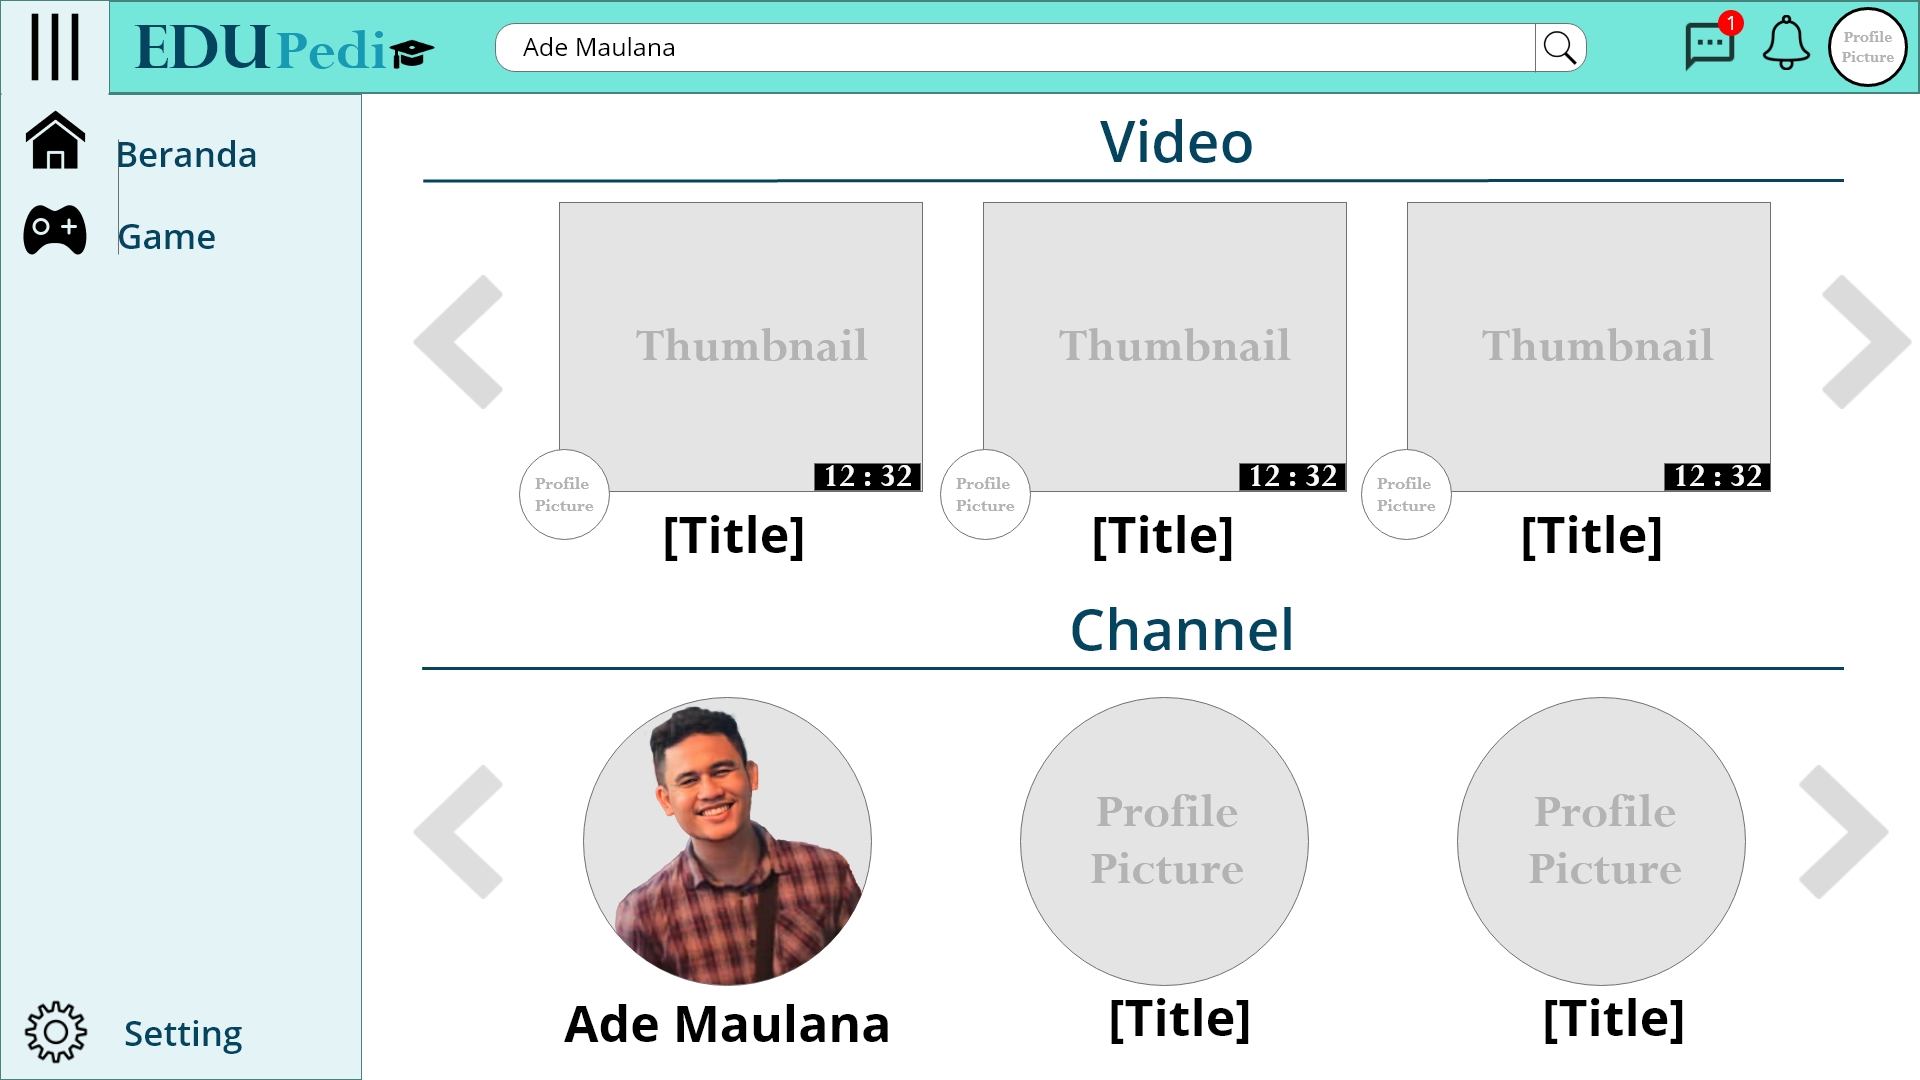 EDUPedi
Ade Maulana
1
Profile
Picture
Beranda
Game
Setting
Video
Thumbnail
12 : 32
Profile
Picture
[Title]
Thumbnail
12 : 32
Profile
Picture
[Title]
Thumbnail
12 : 32
Profile
Picture
[Title]
Channel
Ade Maulana
Profile
Picture
[Title]
Profile
Picture
[Title]